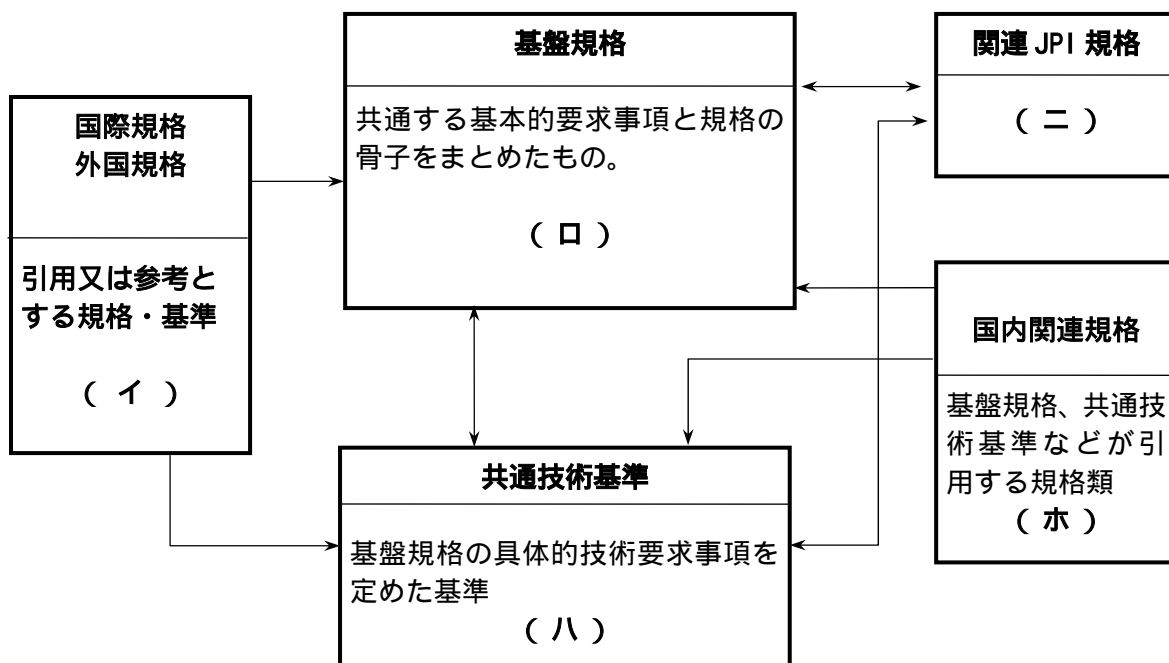 国際規格
外国規格
引用又は参考と
する規格・基準
( イ )
基盤規格
共通する基本的要求事項と規格の
骨子をまとめたもの。
( ロ )
関連 JPI 規格
( ニ )
国内関連規格
基盤規格、共通技
術基準などが引
用する規格類
( ホ )
共通技術基準
基盤規格の具体的技術要求事項を
定めた基準
( ハ )